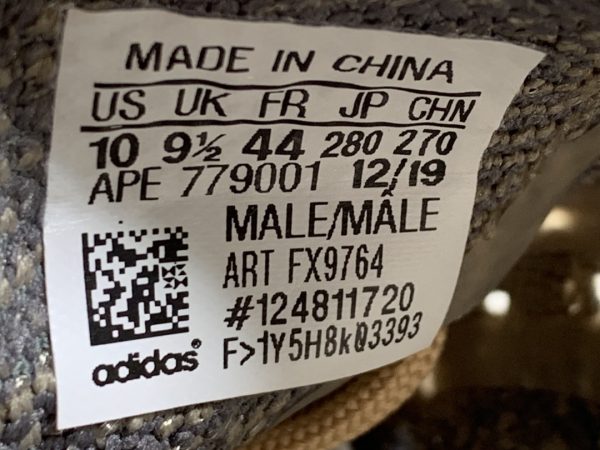 MADE IN CHINA
US UK FR JP CHN
10 9½ 44 280 270
APE 779001 12/19
MALE/MÂLE
ART FX9764
#124811720
F>1Y5H8kQ3393
adidas®